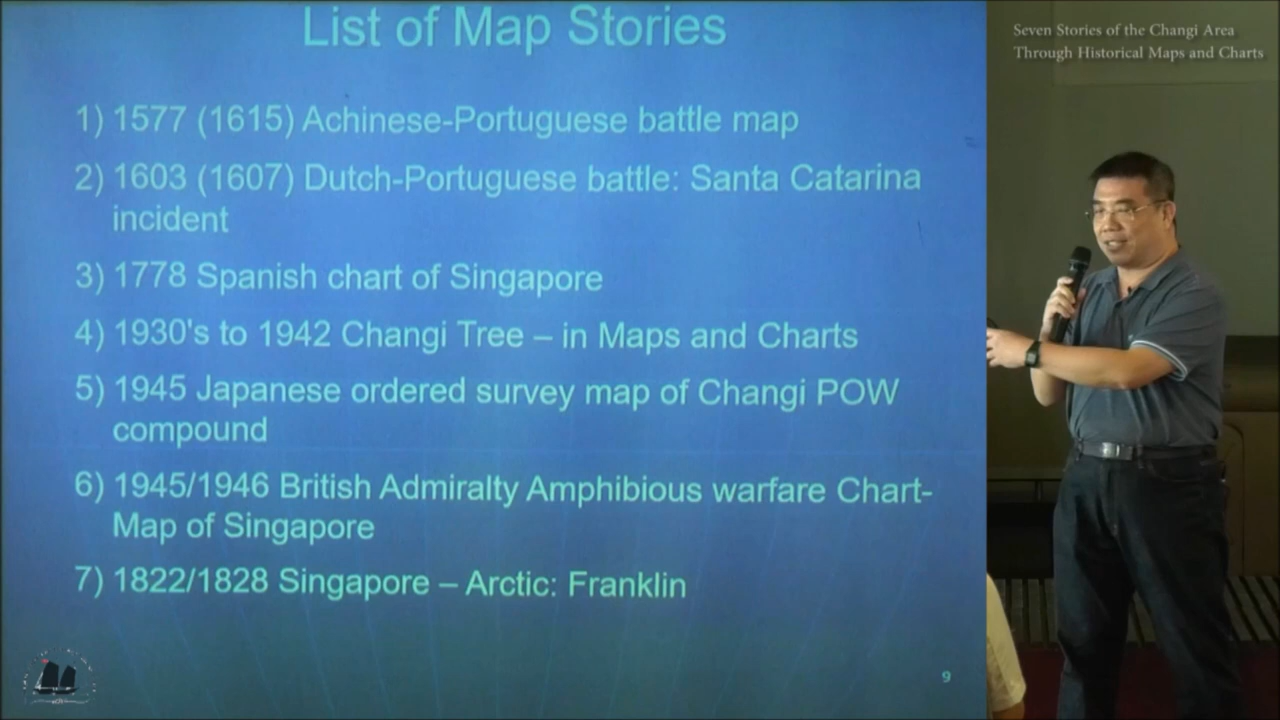 List of Map Stories
1) 1577 (1615) Achinese-Portuguese battle map
2) 1603 (1607) Dutch-Portuguese battle: Santa Catarina
incident
3) 1778 Spanish chart of Singapore
4) 1930's to 1942 Changi Tree – in Maps and Charts
5) 1945 Japanese ordered survey map of Changi POW
compound
6) 1945/1946 British Admiralty Amphibious warfare Chart-
Map of Singapore
7) 1822/1828 Singapore – Arctic: Franklin
9
Seven Stories of the Changi Area
Through Historical Maps and Charts